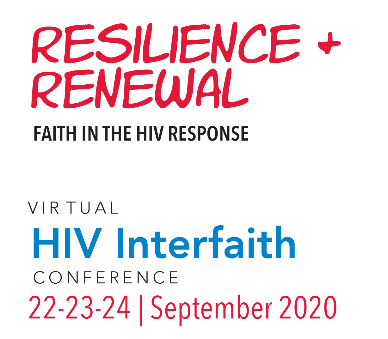 RESILIENCE +
RENEWAL
FAITH IN THE HIV RESPONSE
VIRTUAL
HIV Interfaith
CONFERENCE
22-23-24 | September 2020